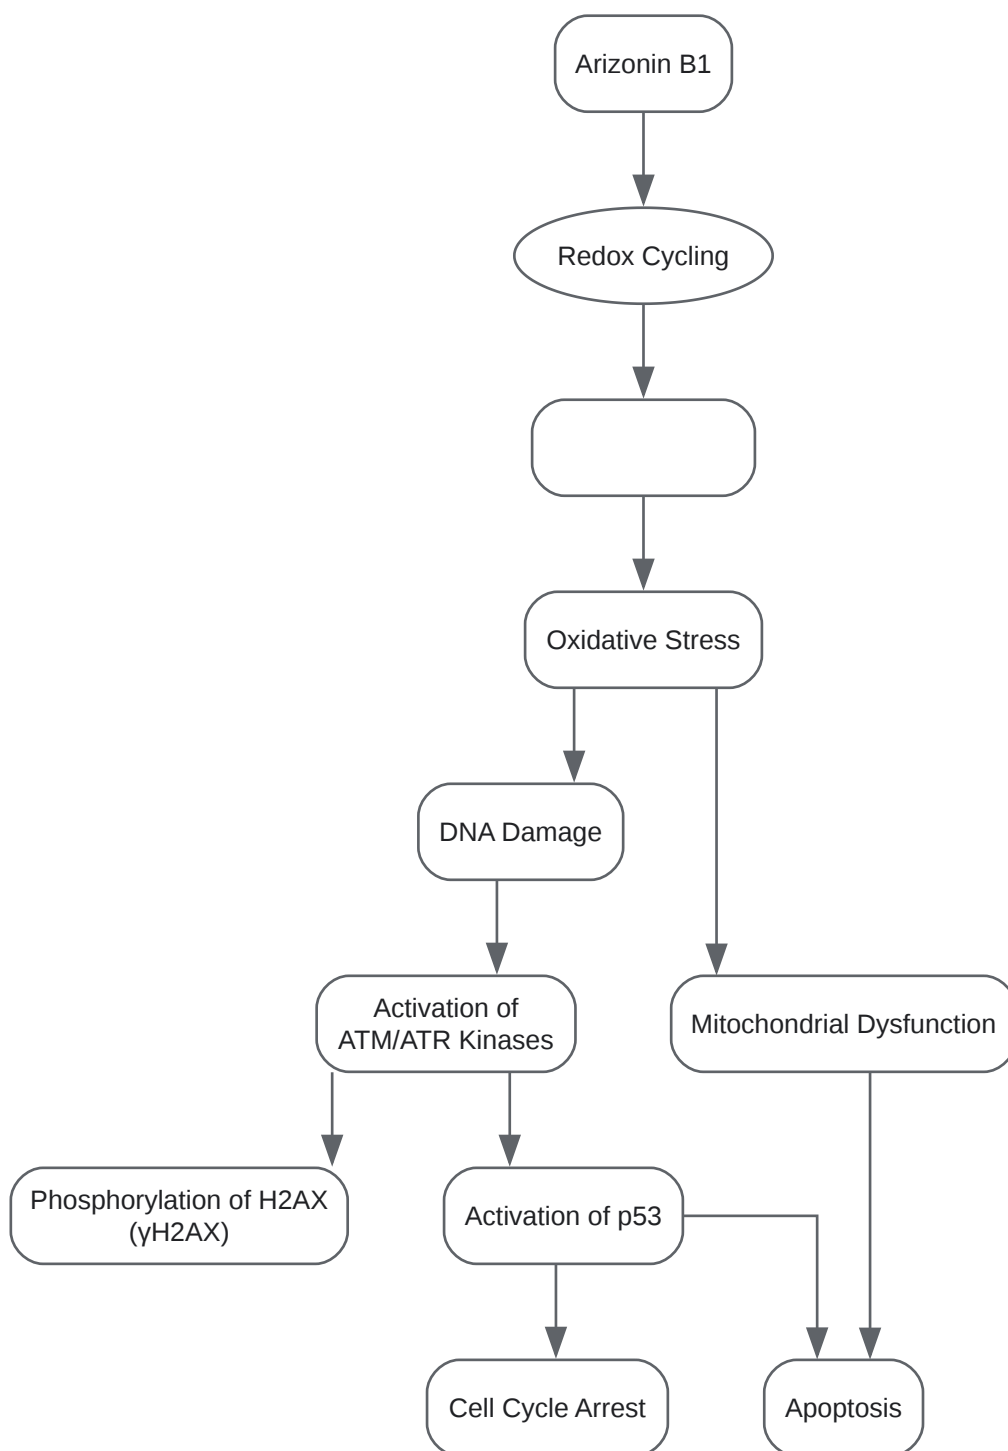 Arizonin B1
Redox Cycling
Oxidative Stress
DNA Damage
Activation of
ATM/ATR Kinases
Mitochondrial Dysfunction
Phosphorylation of H2AX
(γH2AX)
Activation of p53
Cell Cycle Arrest
Apoptosis